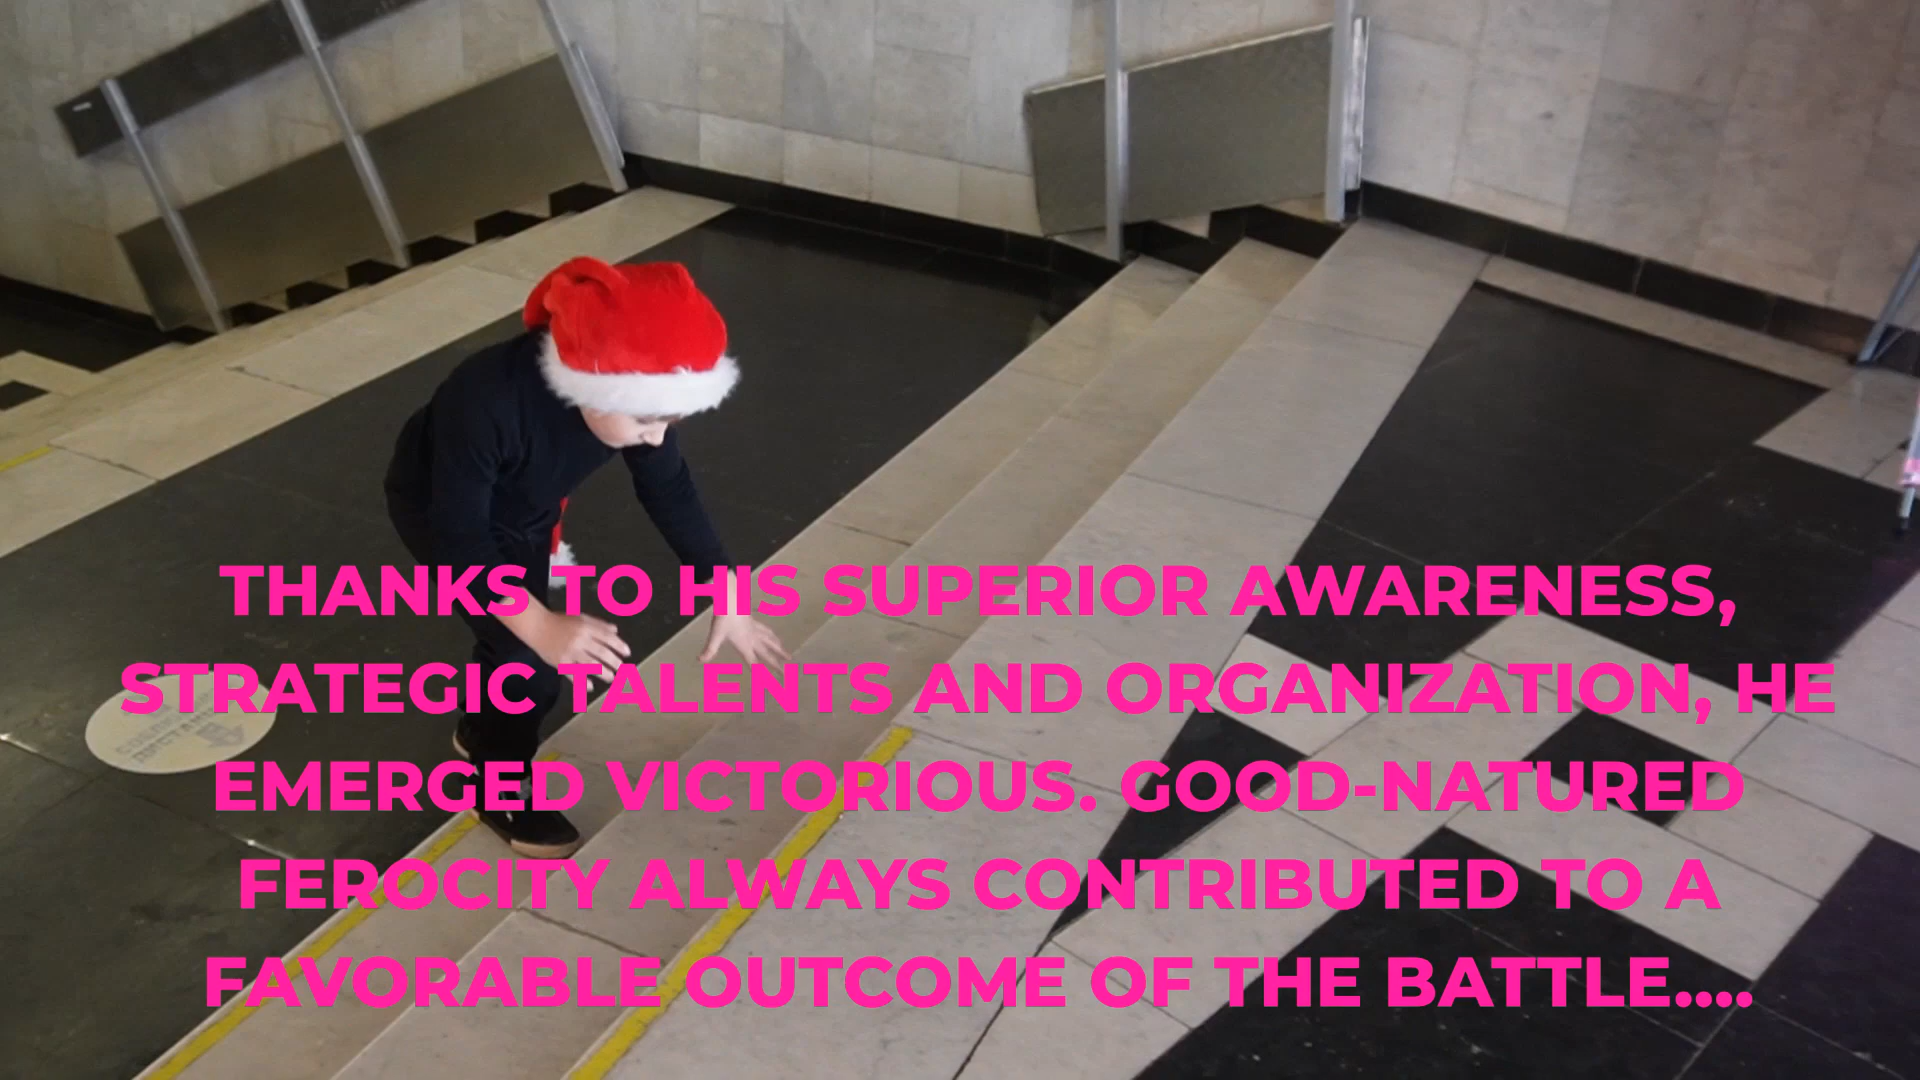 THANKS TO HIS SUPERIOR AWARENESS,
STRATEGIC TALENTS AND ORGANIZATION, HE
EMERGED VICTORIOUS. GOOD-NATURED
FEROCITY ALWAYS CONTRIBUTED TO A
FAVORABLE OUTCOME OF THE BATTLE....